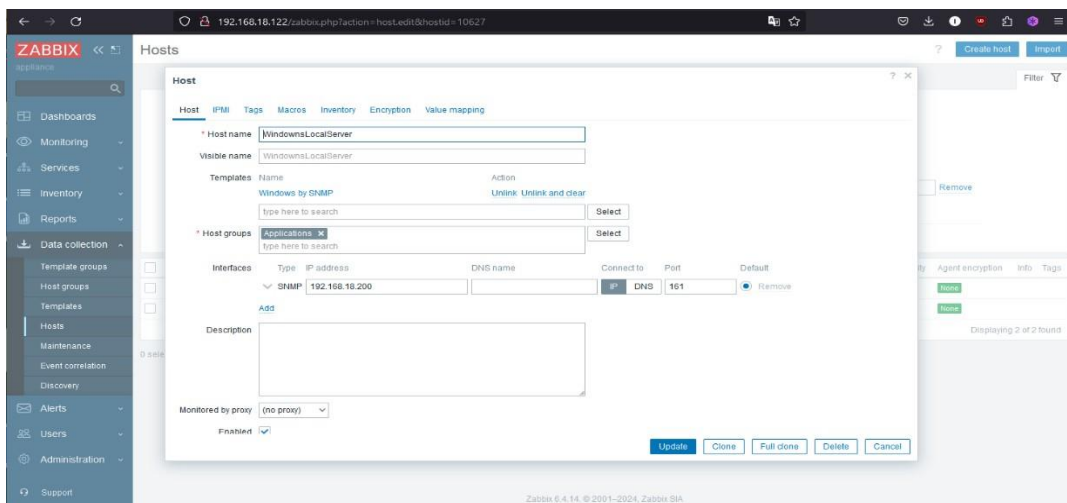 192.168.18.122/zabbix.php?action=host.edit&hostid=10627
ZABBIX
appliance
Hosts
? Create host Import
Filter
Dashboards
Monitoring
Services
Inventory
Reports
Data collection
Template groups
Host groups
Templates
Hosts
Maintenance
Event correlation
Discovery
Alerts
Users
Administration
Support
Host
Host IPMI Tags Macros Inventory Encryption Value mapping
* Host name WindownsLocalServer
Visible name WindownsLocalServer
Templates Name Action
Windows by SNMP Unlink Unlink and clear
type here to search Select
* Host groups Applications Select
type here to search
Interfaces Type IP address DNS name Connect to Port Default
SNMP 192.168.18.200 IP DNS 161 Remove
Add
Description
Monitored by proxy (no proxy)
Enabled
Update Clone Full clone Delete Cancel
Remove
Agent encryption Info Tags
None
None
Displaying 2 of 2 found
0 sele
Zabbix 6.4.14. © 2001–2024, Zabbix SIA